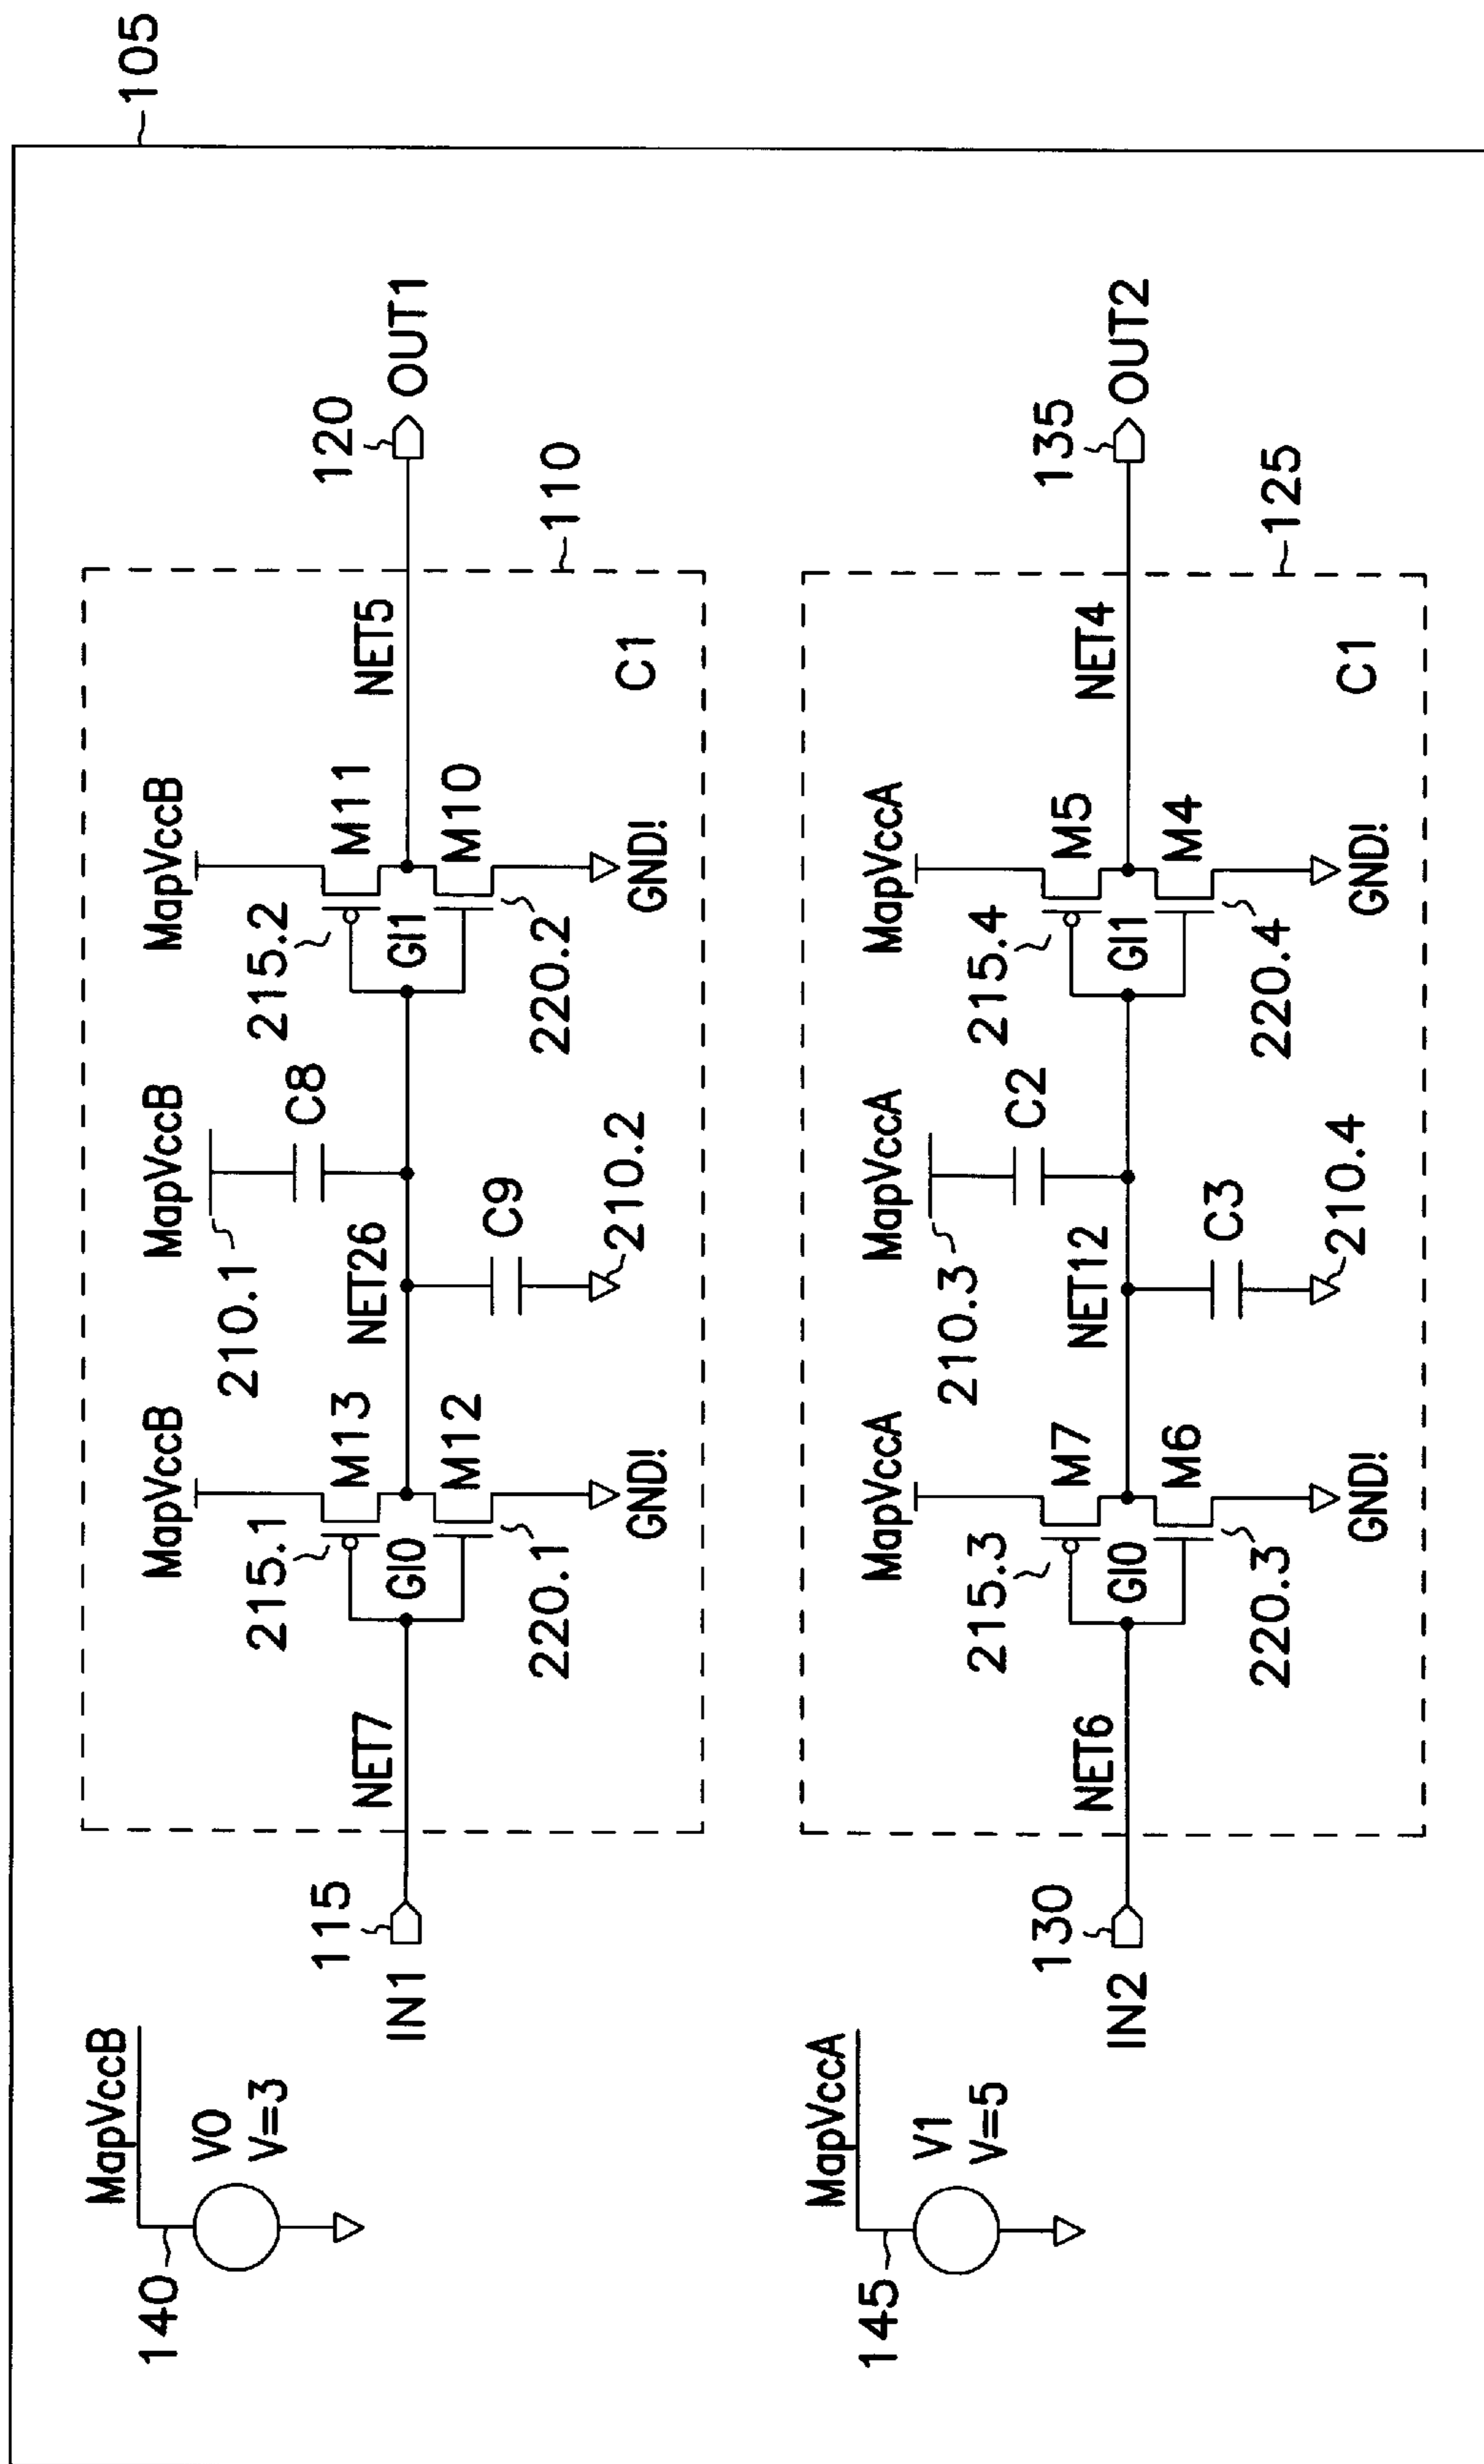 105
MapVccB
140
V0
V=3
IN1
115
NET7
MapVccB
215.1
M13
GI0
M12
220.1
GND!
210.1
MapVccB
C8
NET26
C9
210.2
MapVccB
215.2
M11
GI1
M10
220.2
GND!
NET5
C1
110
120
OUT1
MapVccA
145
V1
V=5
IN2
130
NET6
MapVccA
215.3
M7
GI0
M6
220.3
GND!
210.3
MapVccA
C2
NET12
C3
210.4
MapVccA
215.4
M5
GI1
M4
220.4
GND!
NET4
C1
125
135
OUT2